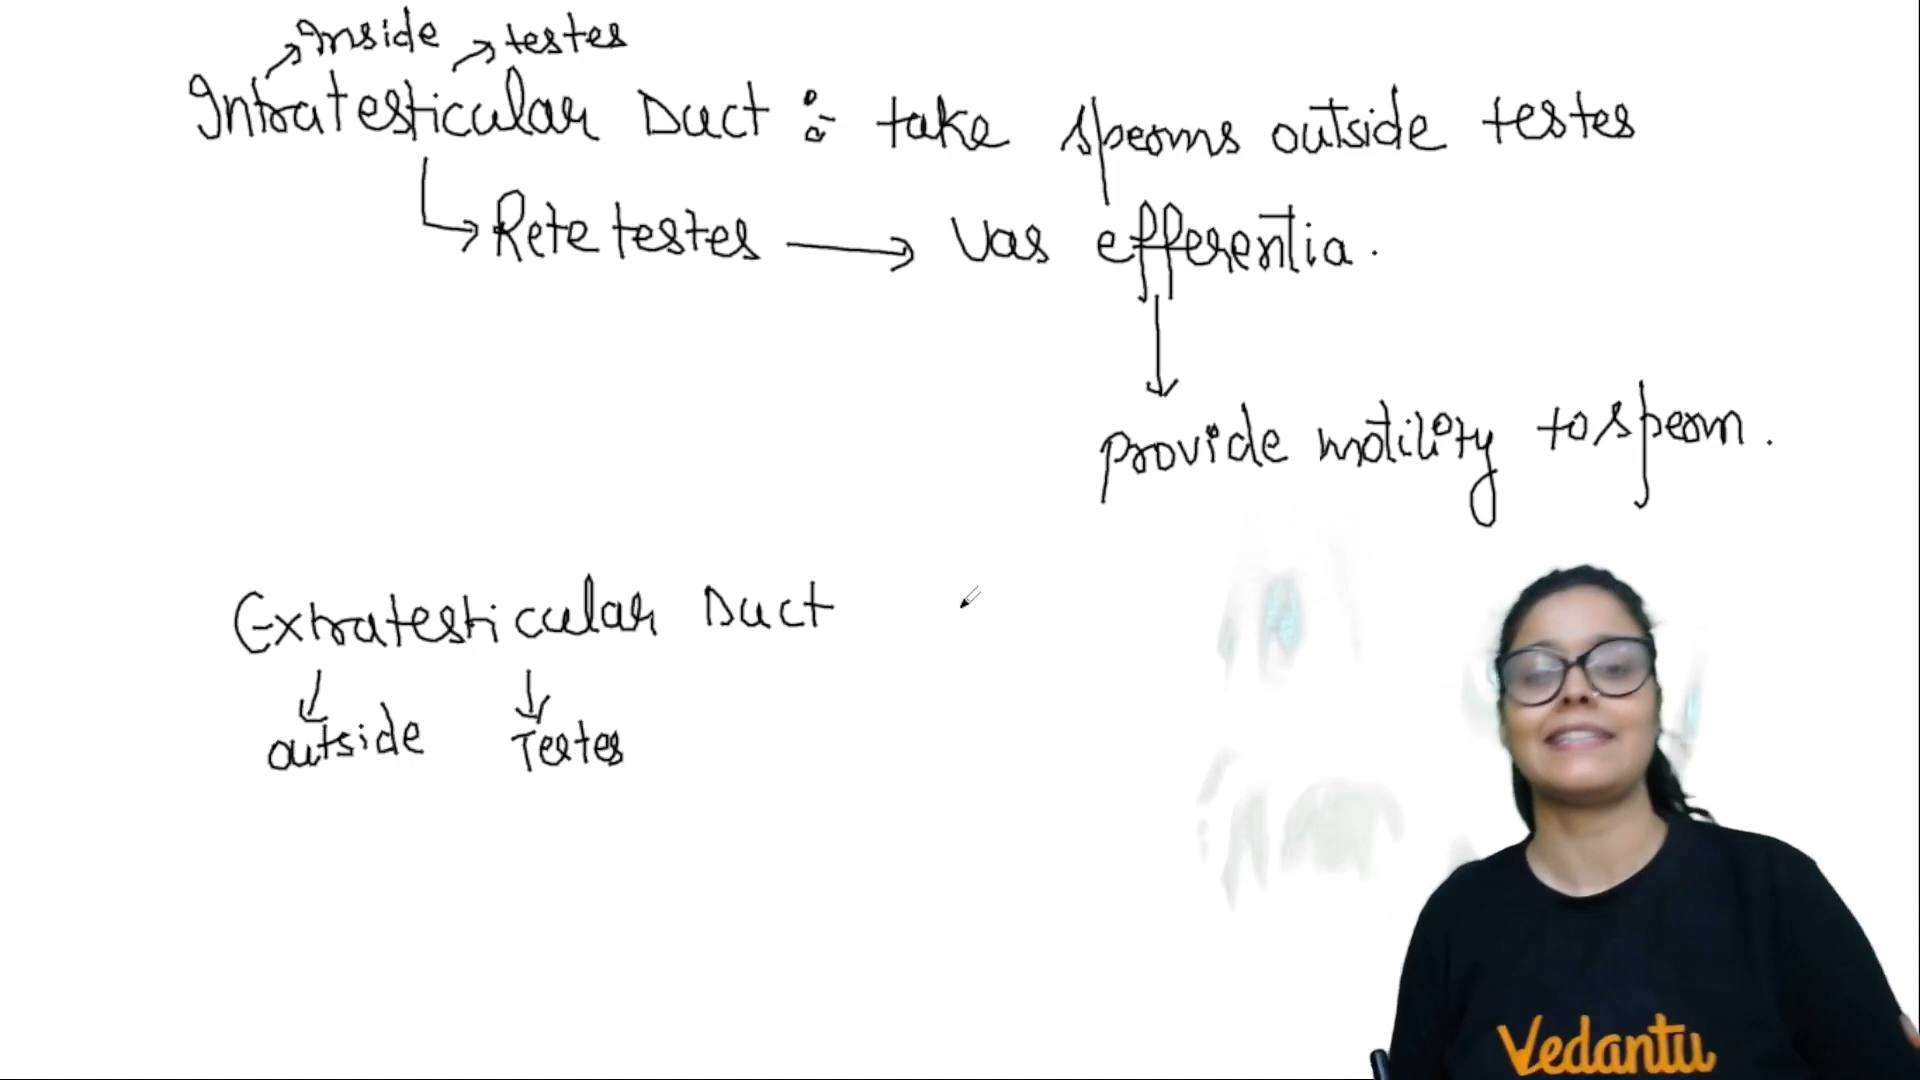 Inside testes
Intratesticular Duct : take sperms outside testes
Rete testes → vas efferentia.
provide motility to sperm.
Extratesticular Duct
outside Testes
Vedantu